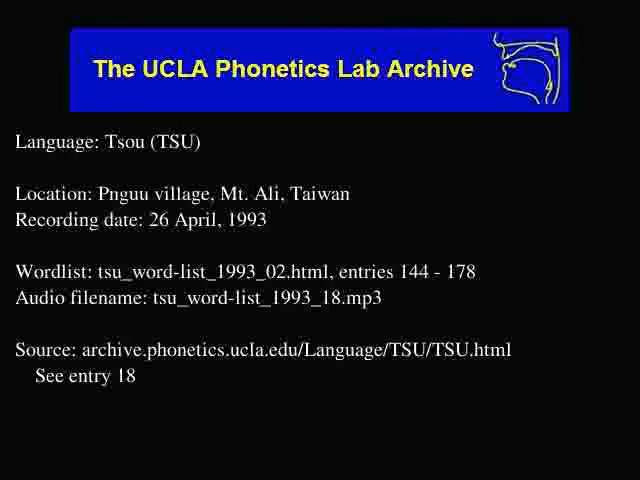 The UCLA Phonetics Lab Archive
Language: Tsou (TSU)
Location: Pnguu village, Mt. Ali, Taiwan
Recording date: 26 April, 1993
Wordlist: tsu_word-list_1993_02.html, entries 144 - 178
Audio filename: tsu_word-list_1993_18.mp3
Source: archive.phonetics.ucla.edu/Language/TSU/TSU.html
See entry 18